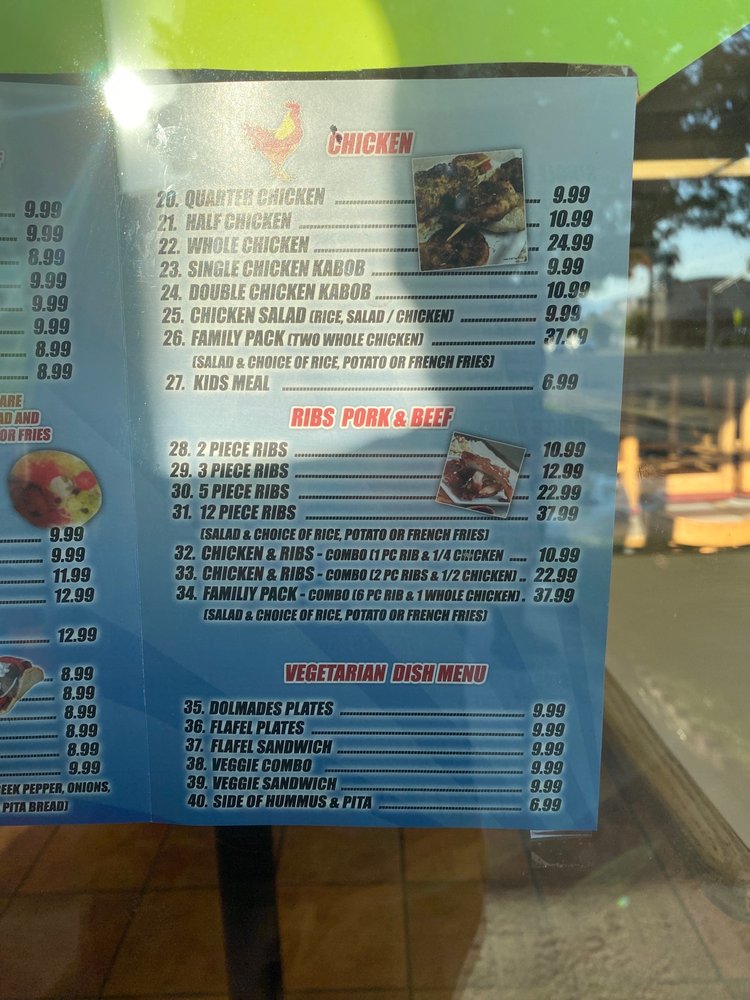 9.99
9.99
8.99
9.99
9.99
9.99
8.99
8.99
ARE
AD AND
OR FRIES
9.99
9.99
11.99
12.99
12.99
8.99
8.99
8.99
8.99
8.99
9.99
EEK PEPPER, ONIONS,
PITA BREAD)
CHICKEN
20. QUARTER CHICKEN 9.99
21. HALF CHICKEN 10.99
22. WHOLE CHICKEN 24.99
23. SINGLE CHICKEN KABOB 9.99
24. DOUBLE CHICKEN KABOB 10.99
25. CHICKEN SALAD (RICE, SALAD / CHICKEN) 9.99
26. FAMILY PACK (TWO WHOLE CHICKEN) 37.99
(SALAD & CHOICE OF RICE, POTATO OR FRENCH FRIES)
27. KIDS MEAL 6.99
RIBS PORK & BEEF
28. 2 PIECE RIBS 10.99
29. 3 PIECE RIBS 12.99
30. 5 PIECE RIBS 22.99
31. 12 PIECE RIBS 37.99
(SALAD & CHOICE OF RICE, POTATO OR FRENCH FRIES)
32. CHICKEN & RIBS - COMBO (1 PC RIB & 1/4 CHICKEN ..... 10.99
33. CHICKEN & RIBS - COMBO (2 PC RIBS & 1/2 CHICKEN) .. 22.99
34. FAMILIY PACK - COMBO (6 PC RIB & 1 WHOLE CHICKEN) . 37.99
(SALAD & CHOICE OF RICE, POTATO OR FRENCH FRIES)
VEGETARIAN DISH MENU
35. DOLMADES PLATES 9.99
36. FLAFEL PLATES 9.99
37. FLAFEL SANDWICH 9.99
38. VEGGIE COMBO 9.99
39. VEGGIE SANDWICH 9.99
40. SIDE OF HUMMUS & PITA 6.99